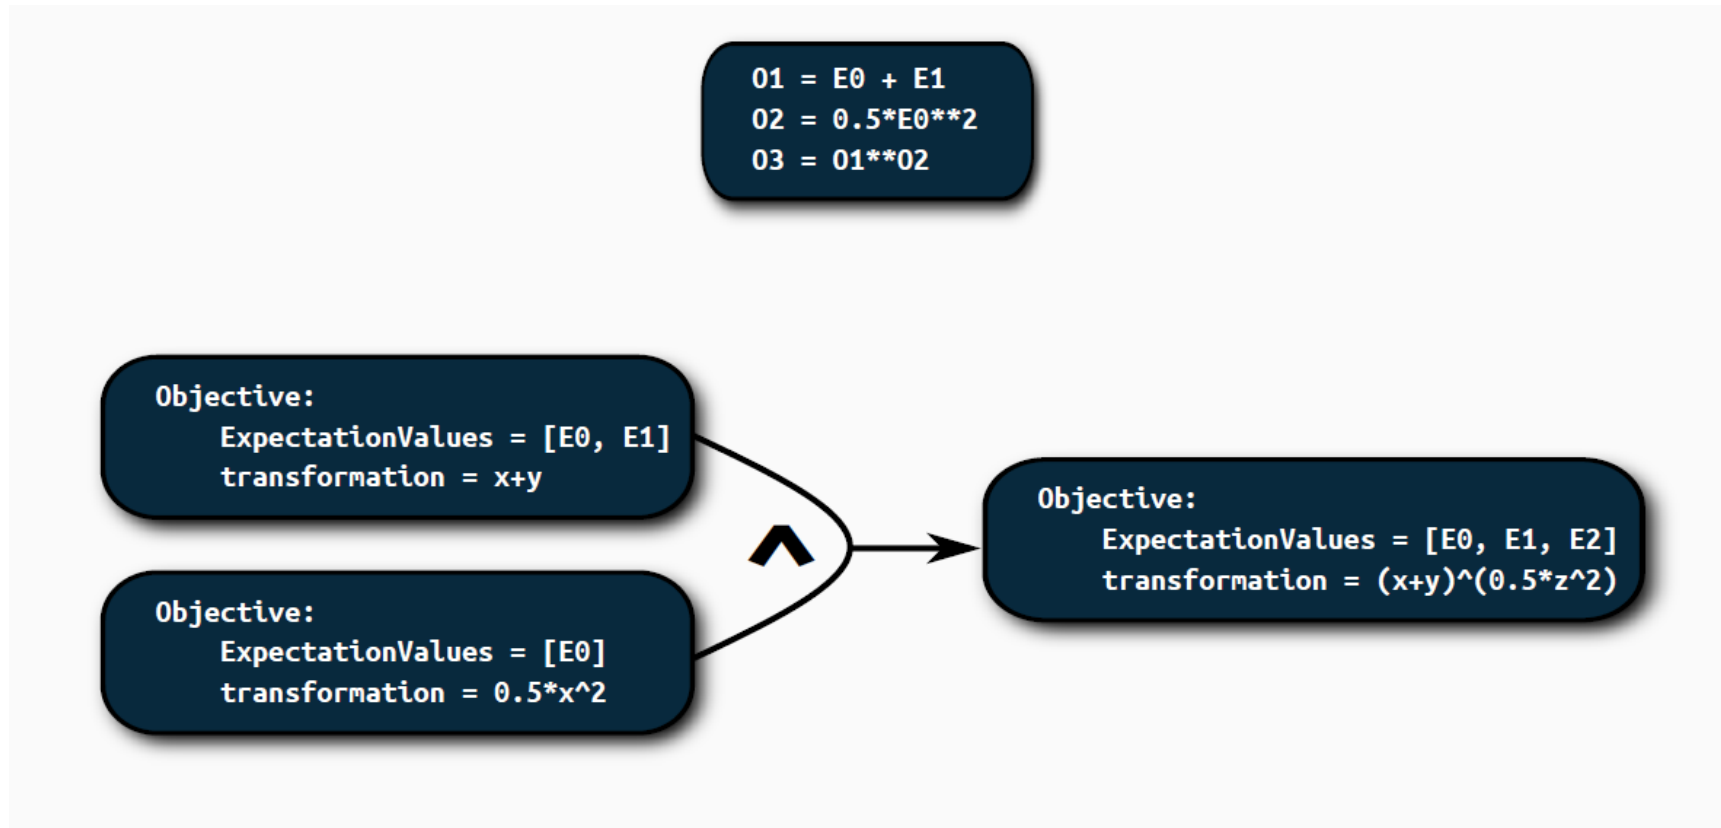 O1 = E0 + E1
O2 = 0.5*E0**2
O3 = O1**O2
Objective:
ExpectationValues = [E0, E1]
transformation = x+y
^
Objective:
ExpectationValues = [E0]
transformation = 0.5*x^2
Objective:
ExpectationValues = [E0, E1, E2]
transformation = (x+y)^(0.5*z^2)